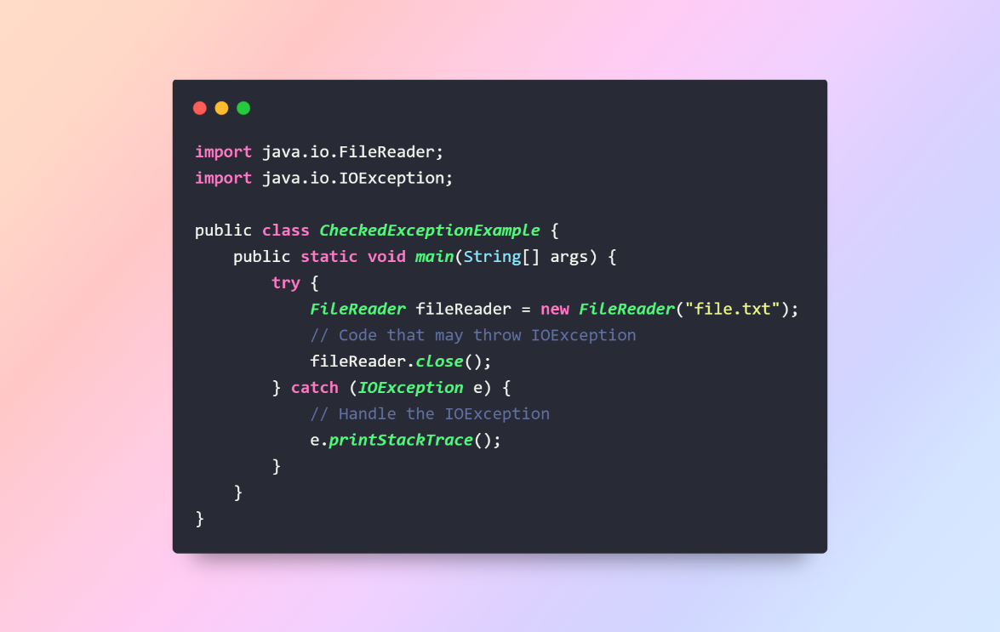 import java.io.FileReader;
import java.io.IOException;

public class CheckedExceptionExample {
    public static void main(String[] args) {
        try {
            FileReader fileReader = new FileReader("file.txt");
            // Code that may throw IOException
            fileReader.close();
        } catch (IOException e) {
            // Handle the IOException
            e.printStackTrace();
        }
    }
}